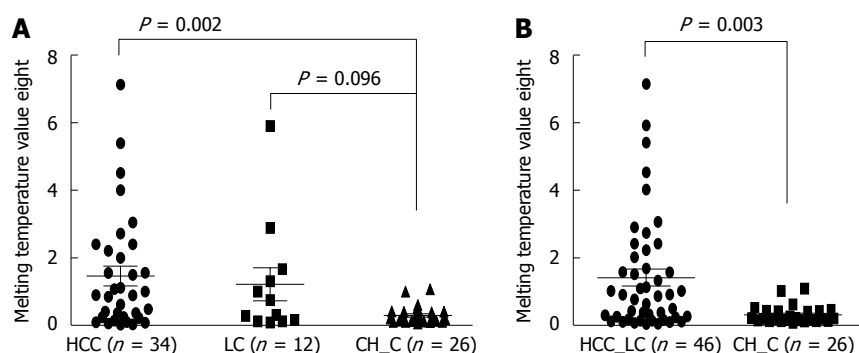 A
P = 0.002
P = 0.096
Melting temperature value eight
8
6
4
2
0
HCC (n = 34)
LC (n = 12)
CH_C (n = 26)
B
P = 0.003
Melting temperature value eight
8
6
4
2
0
HCC_LC (n = 46)
CH_C (n = 26)